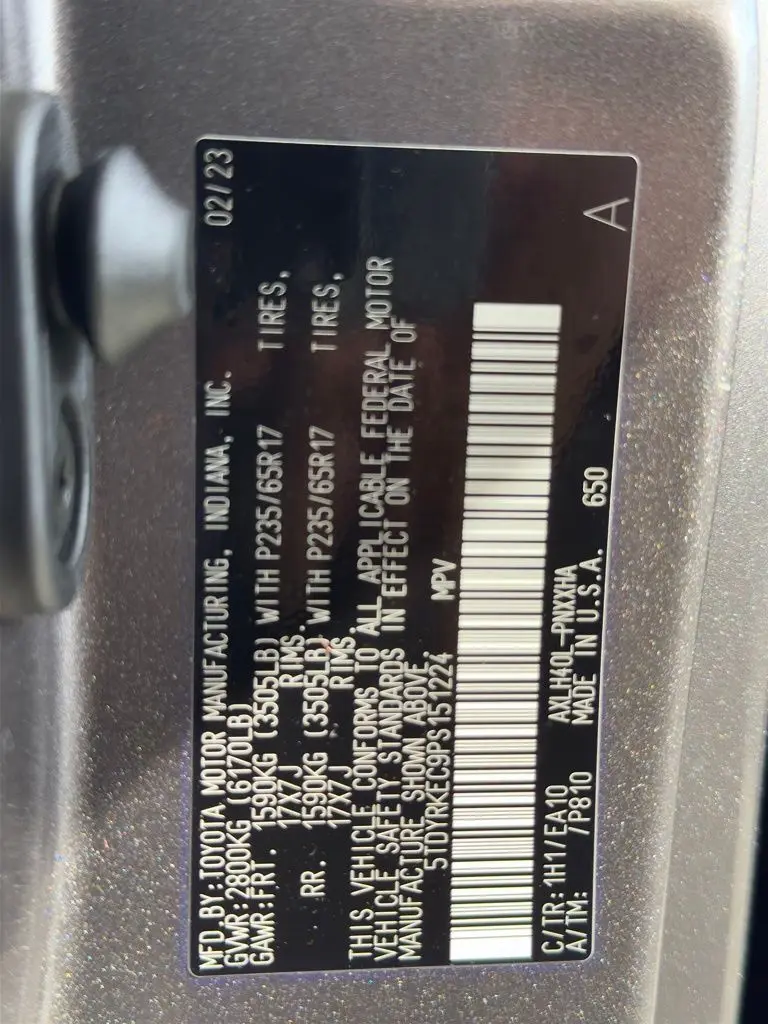 MFD. BY: TOYOTA MOTOR MANUFACTURING, INDIANA, INC. 02/23
GVWR: 2800KG (6170LB)
GAWR: FRT. 1590KG (3505LB) WITH P235/65R17 TIRES,
17X7J RIMS.
RR. 1590KG (3505LB) WITH P235/65R17 TIRES,
17X7J RIMS.
THIS VEHICLE CONFORMS TO ALL APPLICABLE FEDERAL MOTOR
VEHICLE SAFETY STANDARDS IN EFFECT ON THE DATE OF
MANUFACTURE SHOWN ABOVE.
5TDYRKEC9PS151224 MPV
C/TR: 1H1/EA10 AXLH40L-PNXXHA
A/TM: /P810 MADE IN U.S.A. 650 A